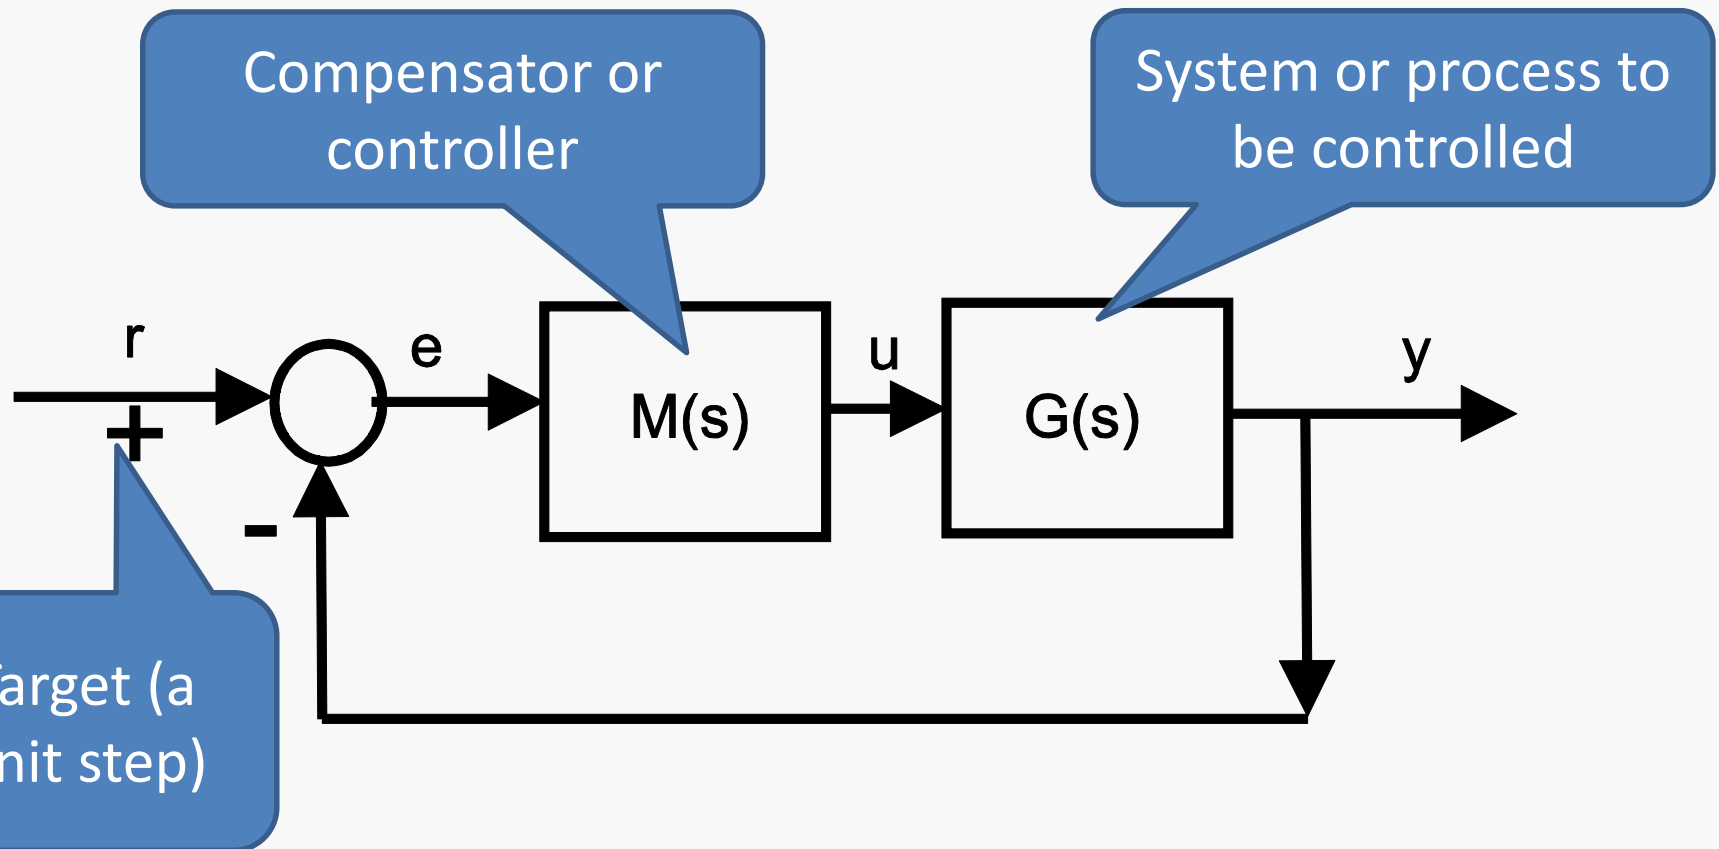 Compensator or
controller
System or process to
be controlled
r
e
u
y
+
M(s)
G(s)
-
arget (a
nit step)